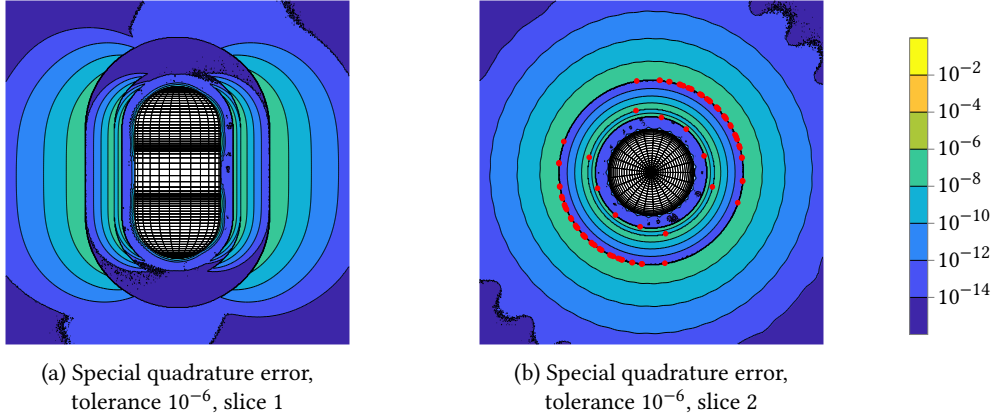 10⁻²
10⁻⁴
10⁻⁶
10⁻⁸
10⁻¹⁰
10⁻¹²
10⁻¹⁴
(a) Special quadrature error,
tolerance 10⁻⁶, slice 1
(b) Special quadrature error,
tolerance 10⁻⁶, slice 2